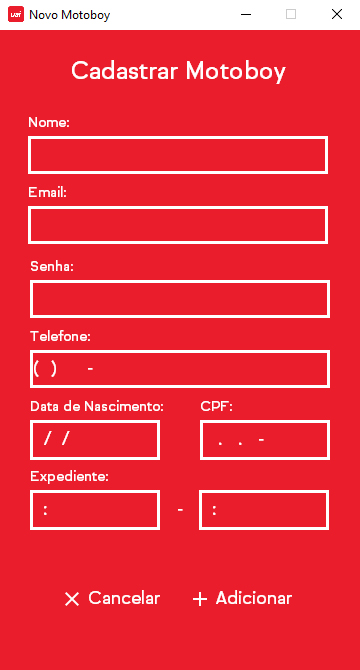 Novo Motoboy
Cadastrar Motoboy
Nome:
Email:
Senha:
Telefone:
( ) -
Data de Nascimento: CPF:
/ / . . -
Expediente:
: - :
× Cancelar + Adicionar